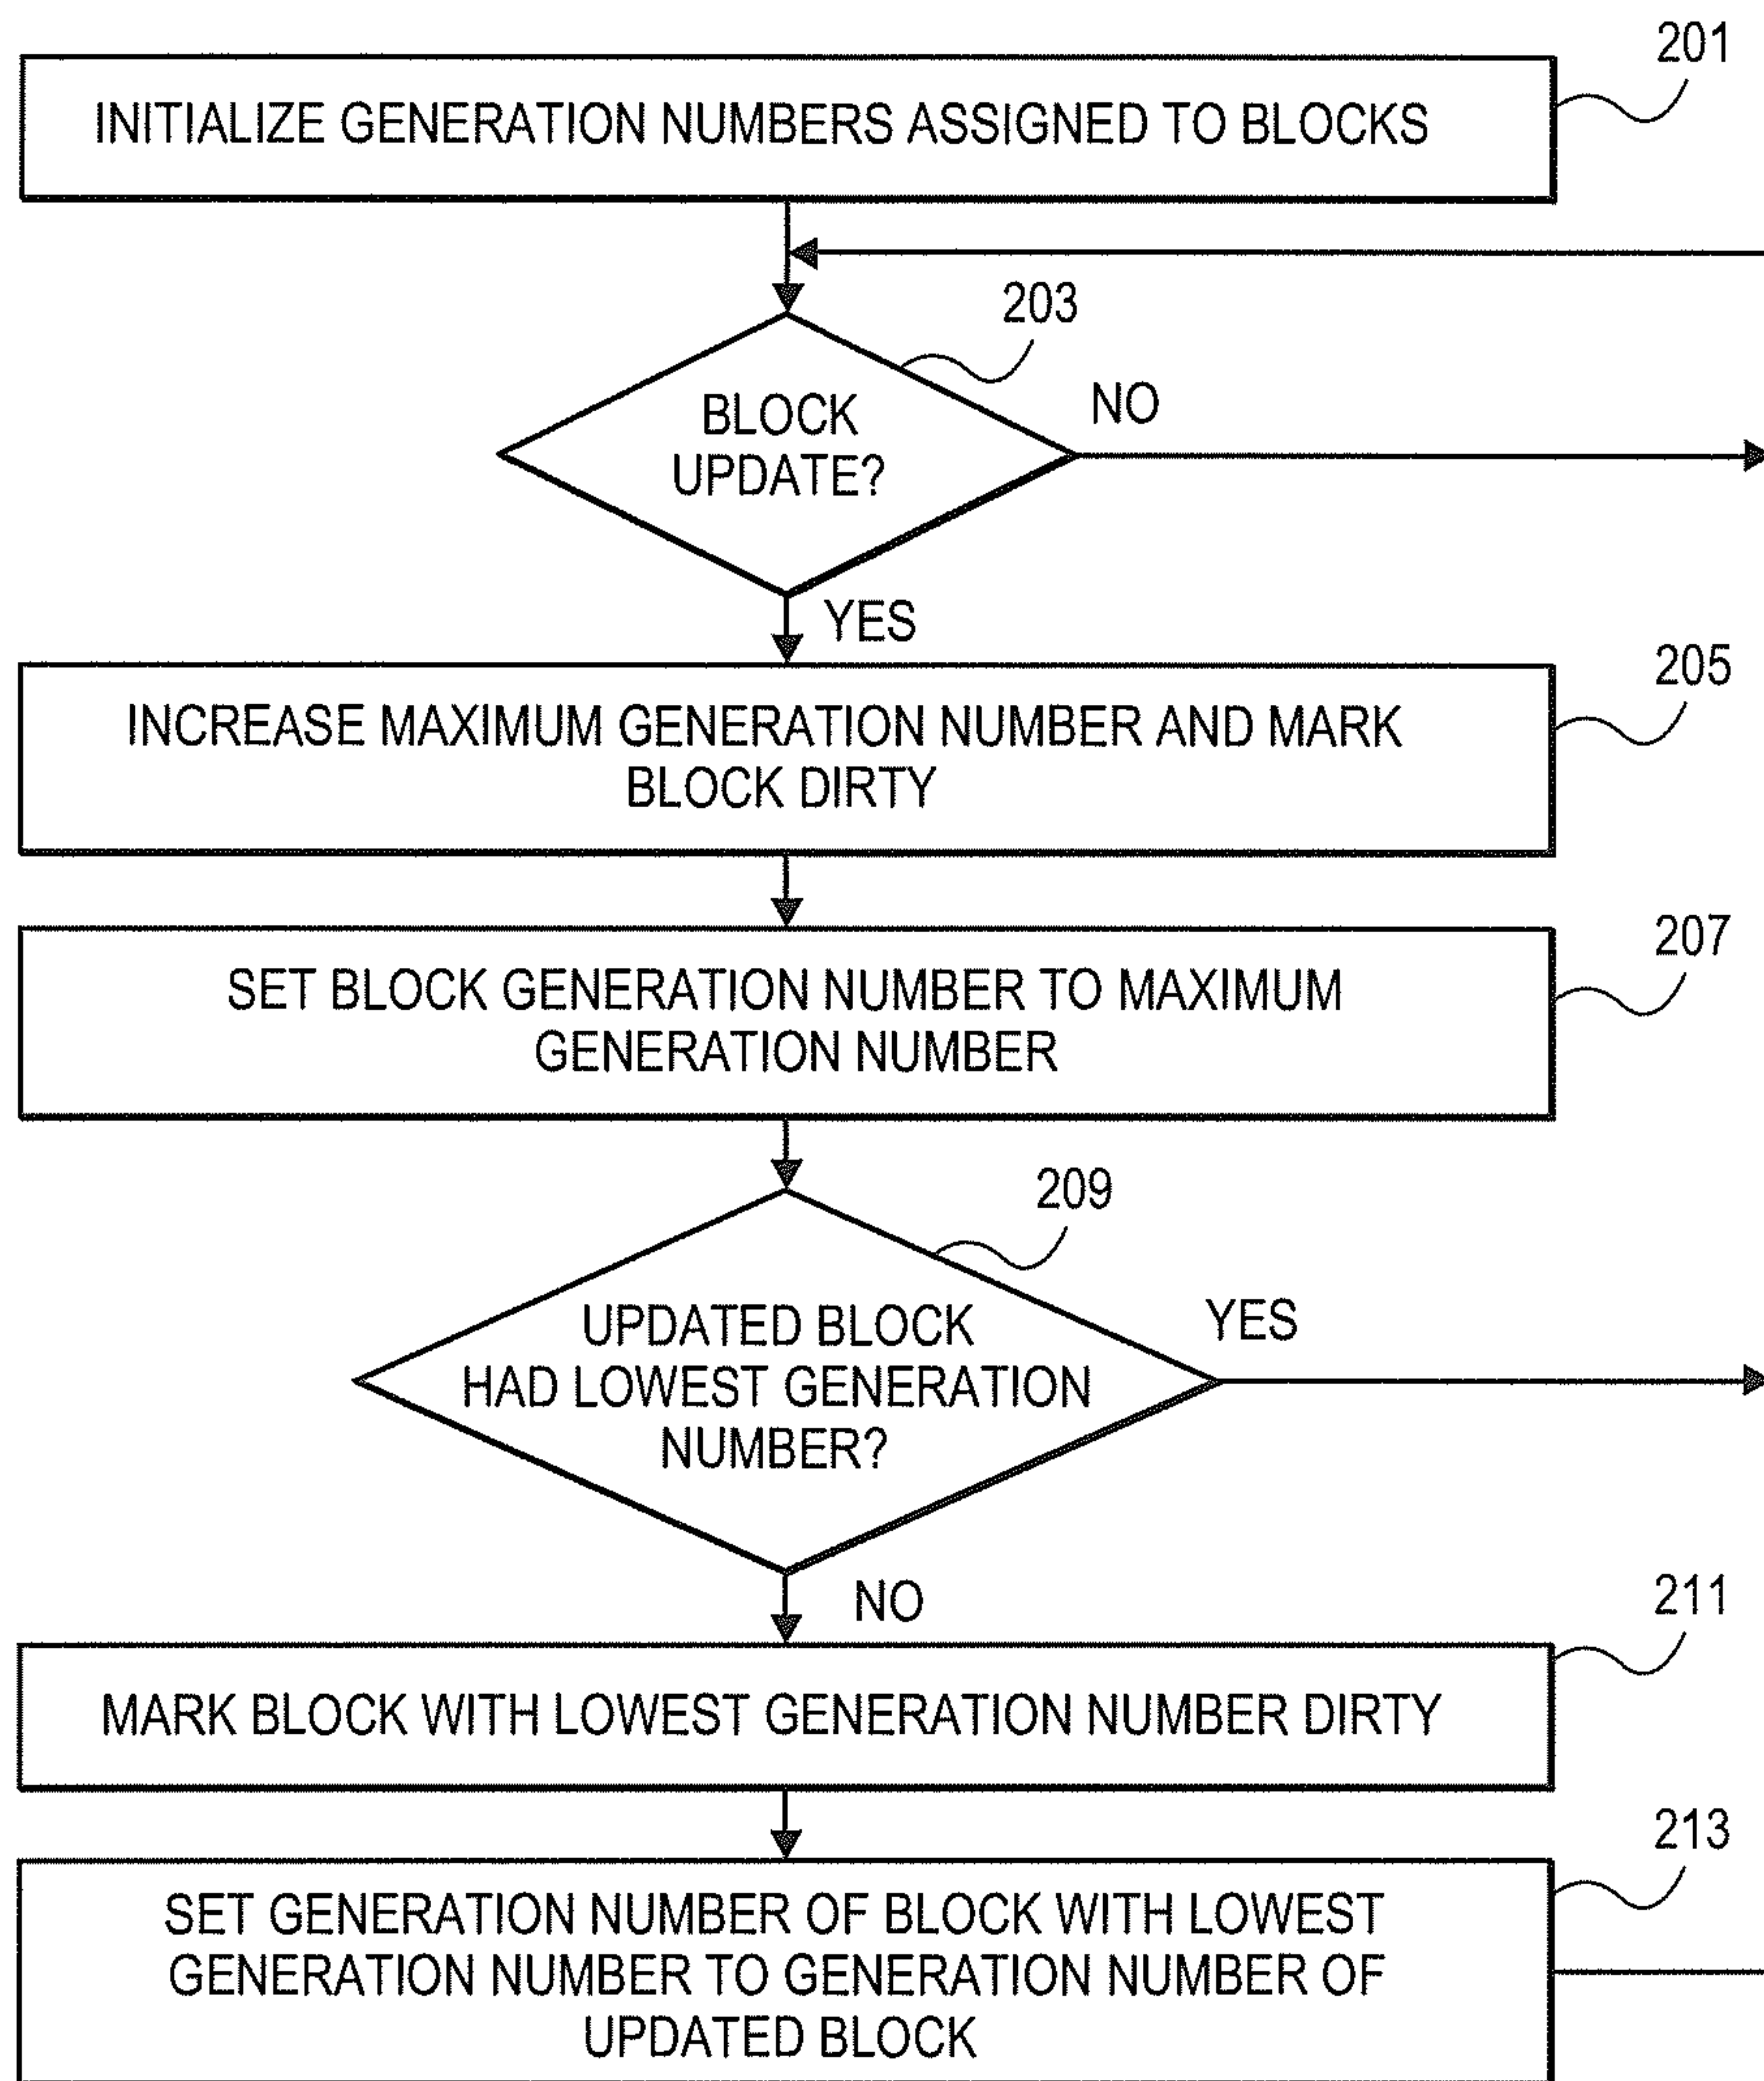 201
INITIALIZE GENERATION NUMBERS ASSIGNED TO BLOCKS
203
BLOCK
UPDATE?
NO
YES
205
INCREASE MAXIMUM GENERATION NUMBER AND MARK
BLOCK DIRTY
207
SET BLOCK GENERATION NUMBER TO MAXIMUM
GENERATION NUMBER
209
UPDATED BLOCK
HAD LOWEST GENERATION
NUMBER?
YES
NO
211
MARK BLOCK WITH LOWEST GENERATION NUMBER DIRTY
213
SET GENERATION NUMBER OF BLOCK WITH LOWEST
GENERATION NUMBER TO GENERATION NUMBER OF
UPDATED BLOCK